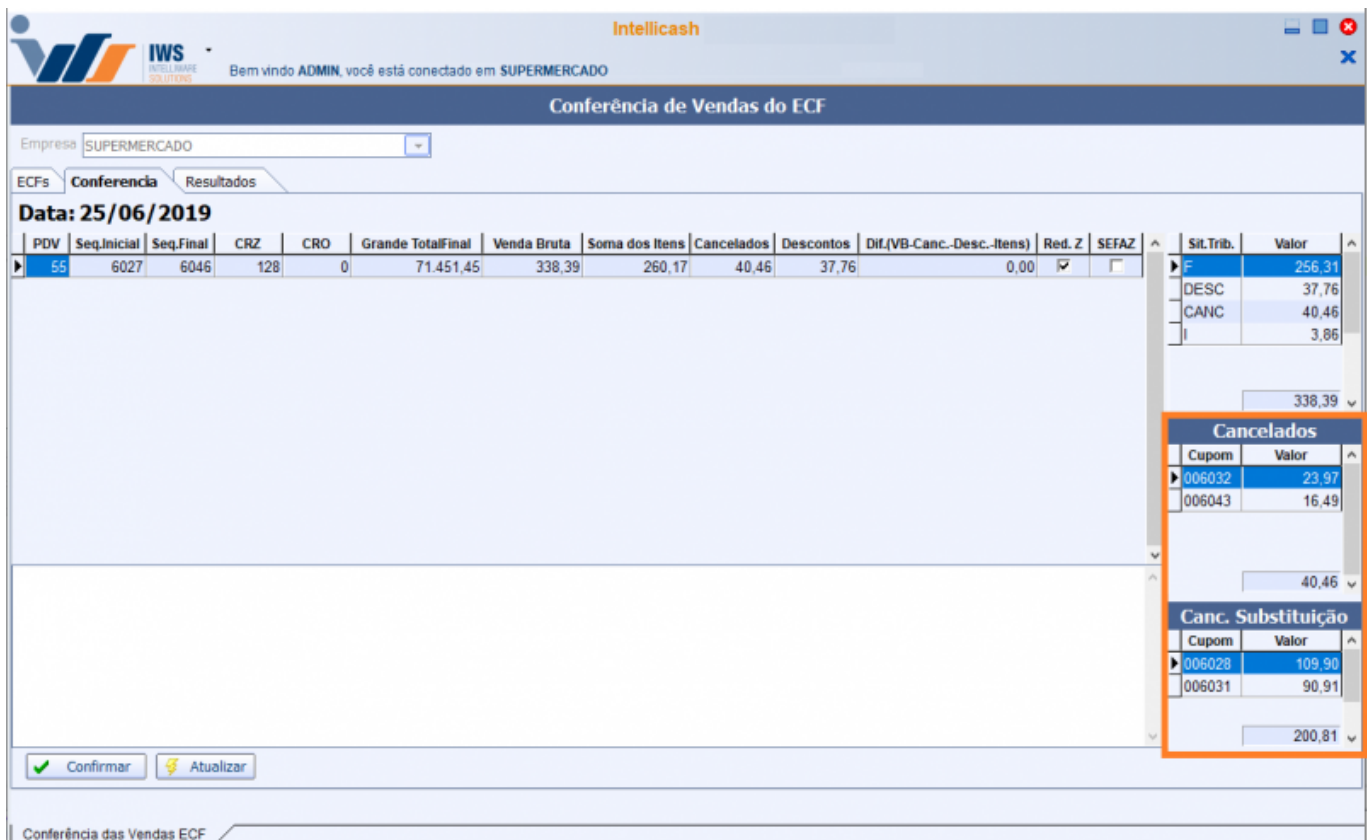 Intellicash
IWS
INTELLIWARE
SOLUTIONS
Bem vindo ADMIN, você está conectado em SUPERMERCADO
Conferência de Vendas do ECF
Empresa SUPERMERCADO
ECFs Conferencia Resultados
Data: 25/06/2019
PDV Seq.Inicial Seq.Final CRZ CRO Grande TotalFinal Venda Bruta Soma dos Itens Cancelados Descontos Dif.(VB-Canc.-Desc.-Itens) Red. Z SEFAZ
55 6027 6046 128 0 71.451,45 338,39 260,17 40,46 37,76 0,00
Sit.Trib. Valor
F 256,31
DESC 37,76
CANC 40,46
I 3,86
338,39
Cancelados
Cupom Valor
006032 23,97
006043 16,49
40,46
Canc. Substituição
Cupom Valor
006028 109,90
006031 90,91
200,81
Confirmar Atualizar
Conferência das Vendas ECF